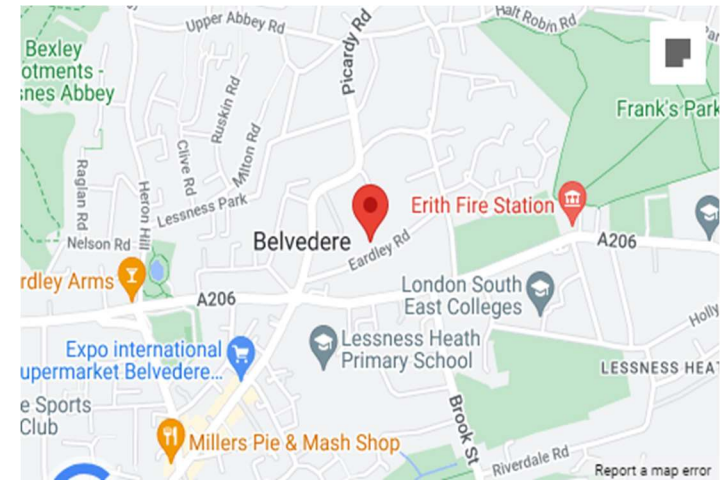 Upper Abbey Rd
Halt Robin Rd
Picardy Rd
Bexley
otments -
snes Abbey
Ruskin Rd
Frank's Park
Clive Rd
Milton Rd
Raglan Rd
Heron Hill
Lessness Park
Erith Fire Station
Nelson Rd
Belvedere
Eardley Rd
A206
rdley Arms
A206
London South
East Colleges
Holly
Expo international
upermarket Belvedere...
Lessness Heath
Primary School
LESSNESS HEAT
e Sports
Club
Brook St
Millers Pie & Mash Shop
Riverdale Rd
Report a map error